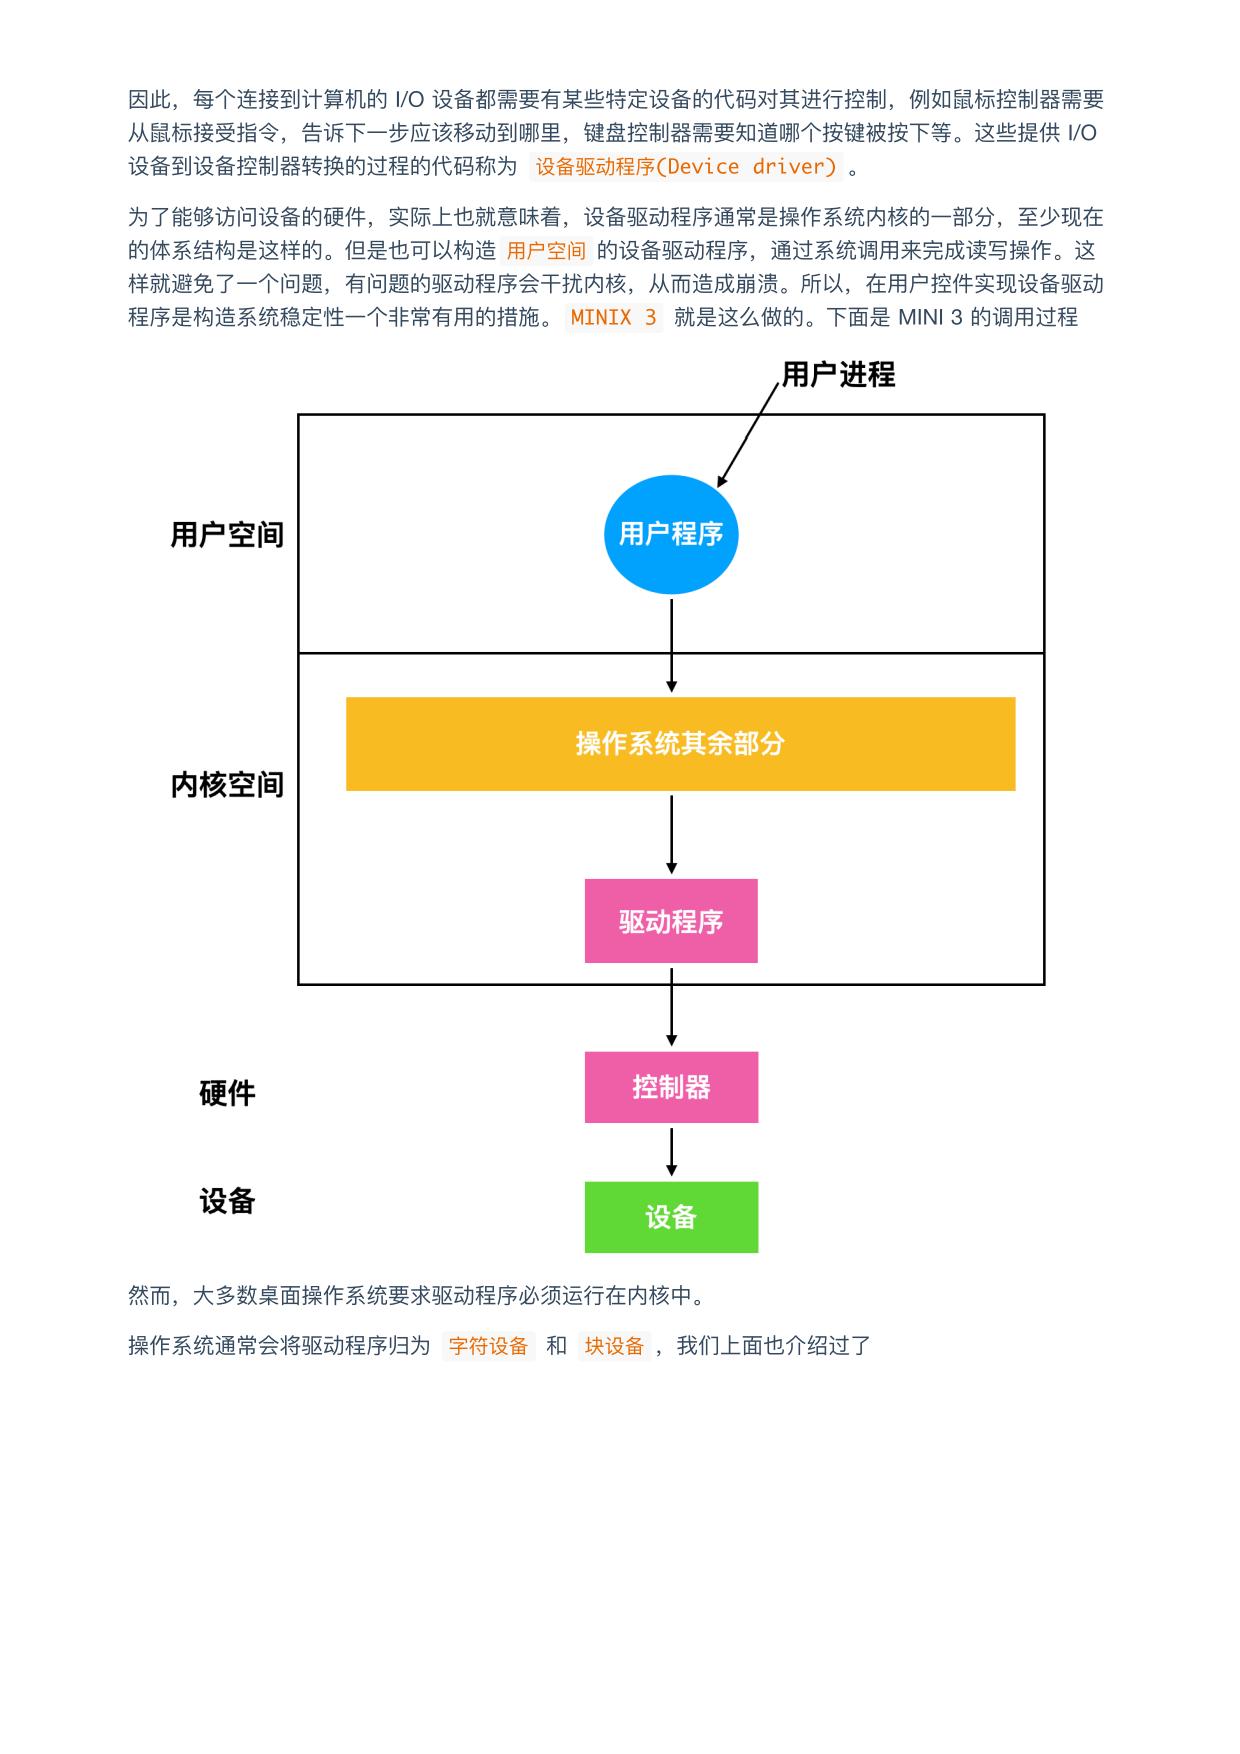 因此，每个连接到计算机的 I/O 设备都需要有某些特定设备的代码对其进行控制，例如鼠标控制器需要
从鼠标接受指令，告诉下一步应该移动到哪里，键盘控制器需要知道哪个按键被按下等。这些提供 I/O
设备到设备控制器转换的过程的代码称为 设备驱动程序(Device driver) 。
为了能够访问设备的硬件，实际上也就意味着，设备驱动程序通常是操作系统内核的一部分，至少现在
的体系结构是这样的。但是也可以构造 用户空间 的设备驱动程序，通过系统调用来完成读写操作。这
样就避免了一个问题，有问题的驱动程序会干扰内核，从而造成崩溃。所以，在用户控件实现设备驱动
程序是构造系统稳定性一个非常有用的措施。 MINIX 3 就是这么做的。下面是 MINI 3 的调用过程
用户进程
用户空间
用户程序
操作系统其余部分
内核空间
驱动程序
硬件
控制器
设备
设备
然而，大多数桌面操作系统要求驱动程序必须运行在内核中。
操作系统通常会将驱动程序归为 字符设备 和 块设备 ，我们上面也介绍过了